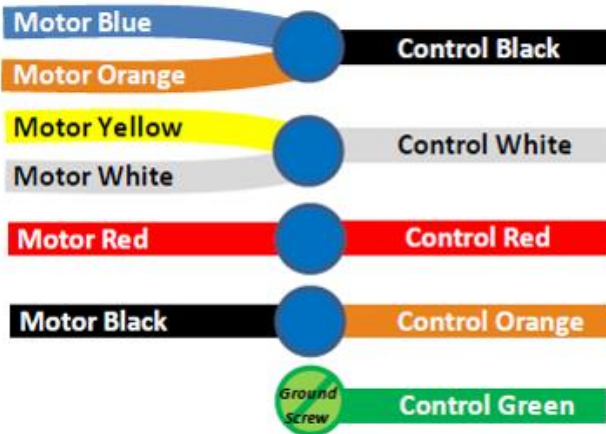 Motor Blue
Control Black
Motor Orange
Motor Yellow
Control White
Motor White
Motor Red
Control Red
Motor Black
Control Orange
Ground
Screw
Control Green